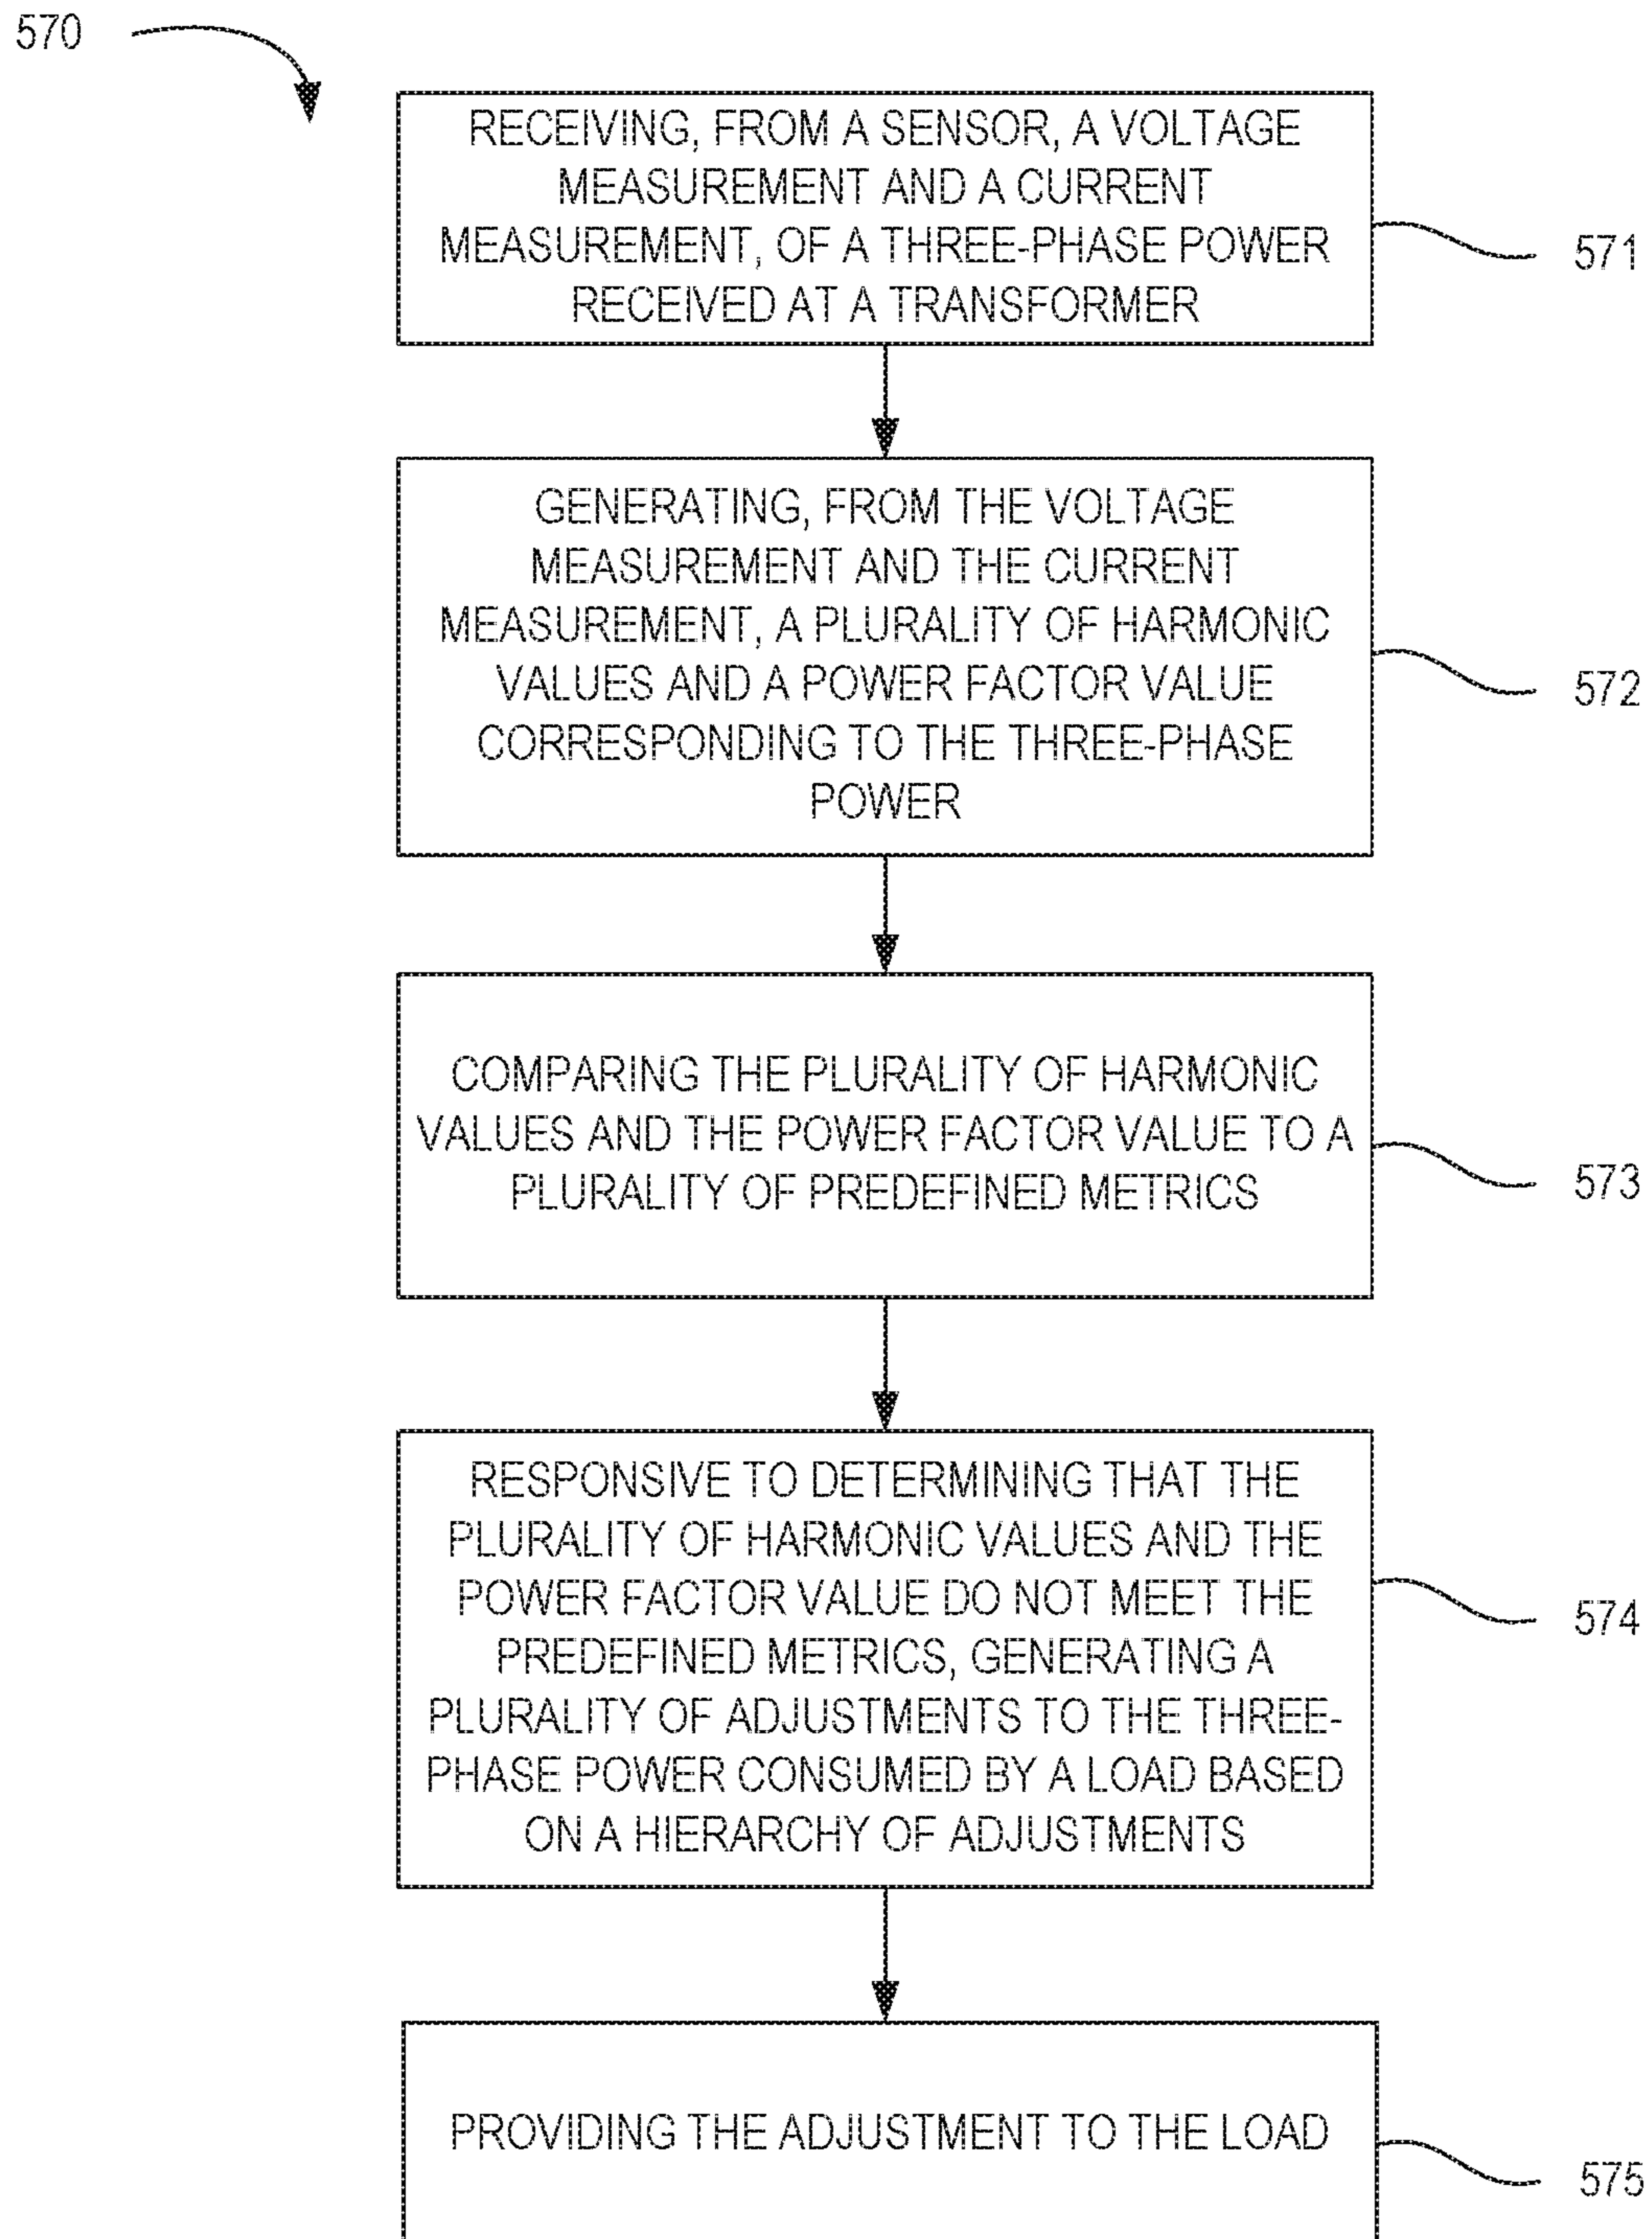 570
RECEIVING, FROM A SENSOR, A VOLTAGE
MEASUREMENT AND A CURRENT
MEASUREMENT, OF A THREE-PHASE POWER
RECEIVED AT A TRANSFORMER
571
GENERATING, FROM THE VOLTAGE
MEASUREMENT AND THE CURRENT
MEASUREMENT, A PLURALITY OF HARMONIC
VALUES AND A POWER FACTOR VALUE
CORRESPONDING TO THE THREE-PHASE
POWER
572
COMPARING THE PLURALITY OF HARMONIC
VALUES AND THE POWER FACTOR VALUE TO A
PLURALITY OF PREDEFINED METRICS
573
RESPONSIVE TO DETERMINING THAT THE
PLURALITY OF HARMONIC VALUES AND THE
POWER FACTOR VALUE DO NOT MEET THE
PREDEFINED METRICS, GENERATING A
PLURALITY OF ADJUSTMENTS TO THE THREE-
PHASE POWER CONSUMED BY A LOAD BASED
ON A HIERARCHY OF ADJUSTMENTS
574
PROVIDING THE ADJUSTMENT TO THE LOAD
575